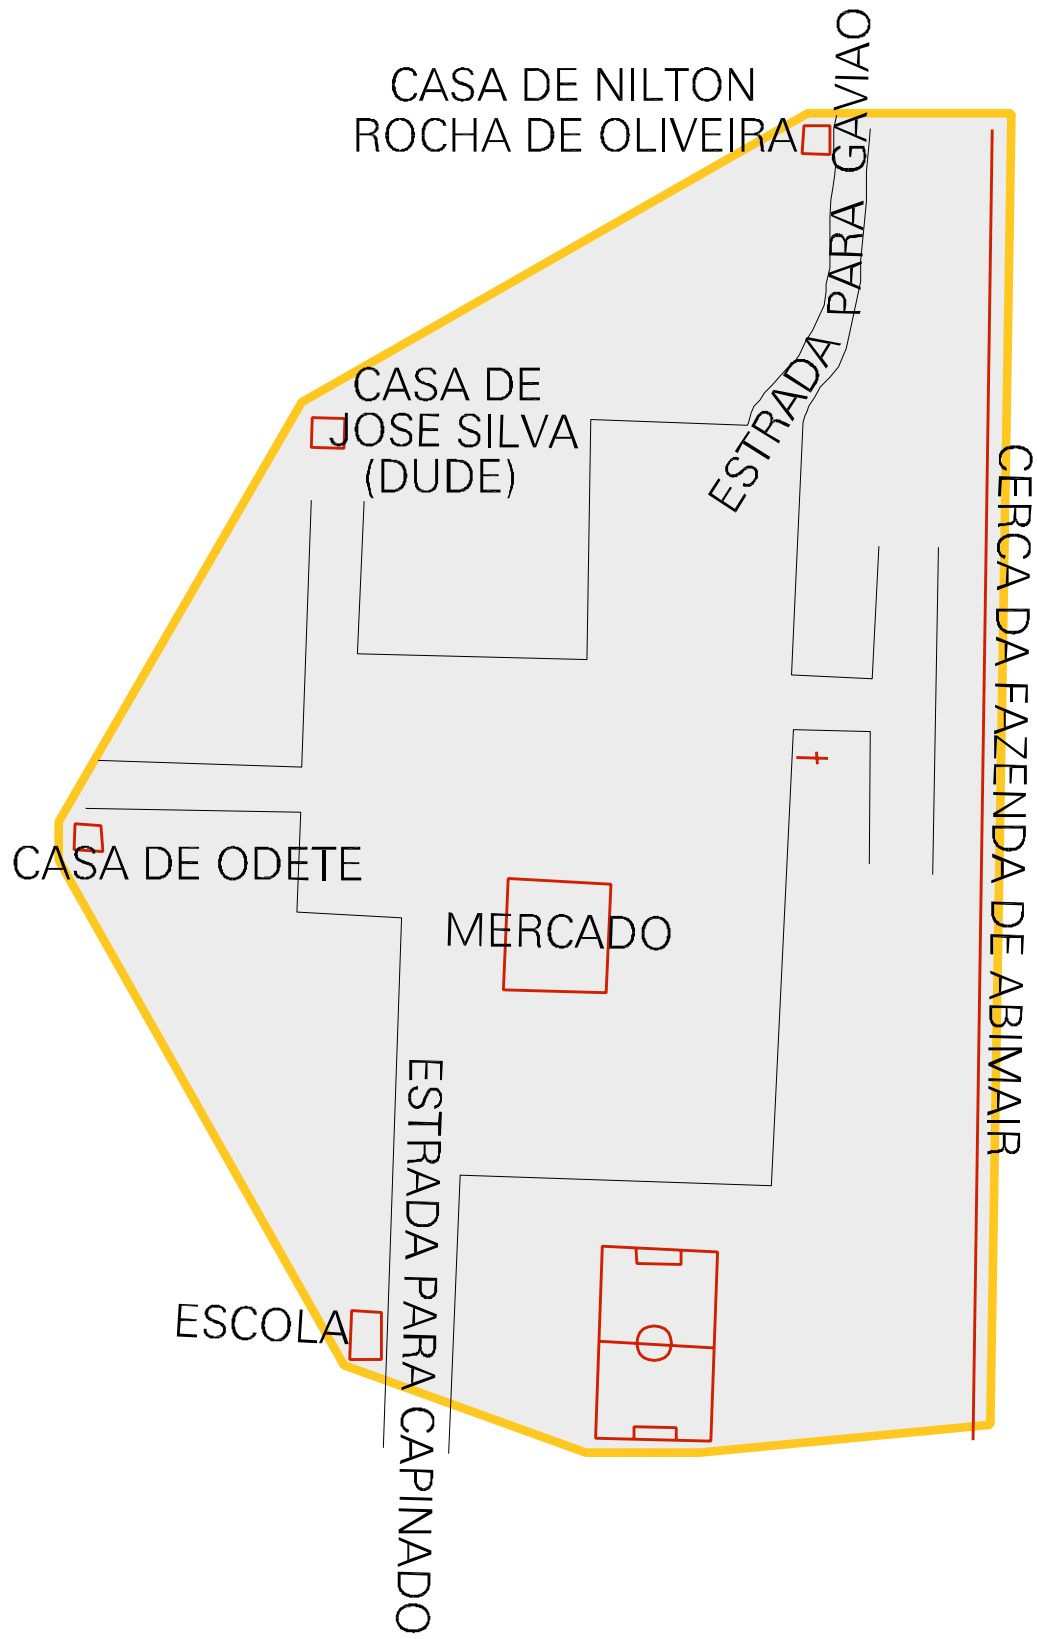 CASA DE NILTON
ROCHA DE OLIVEIRA
ESTRADA PARA GAVIAO
CASA DE
JOSE SILVA
(DUDE)
CERCA DA FAZENDA DE ABIMAIR
CASA DE ODETE
MERCADO
ESTRADA PARA CAPINADO
ESCOLA